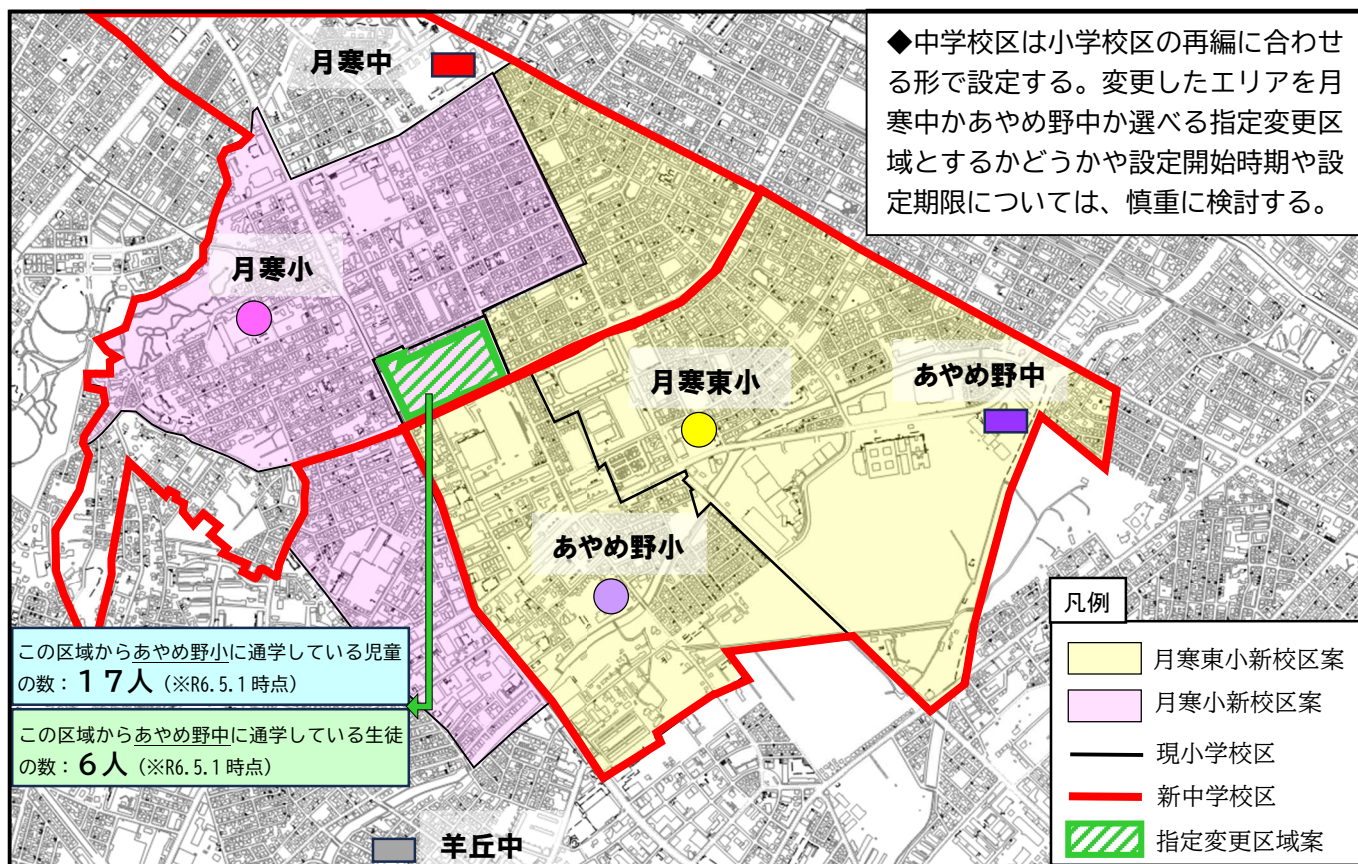 ◆中学校区は小学校区の再編に合わせ
る形で設定する。変更したエリアを月
寒中かあやめ野中か選べる指定変更区
域とするかどうかや設定開始時期や設
定期限については、慎重に検討する。
月寒中
月寒小
月寒東小
あやめ野中
あやめ野小
この区域からあやめ野小に通学している児童
の数：１７人（※R6.5.1時点）
この区域からあやめ野中に通学している生徒
の数：６人（※R6.5.1時点）
羊丘中
凡例
月寒東小新校区案
月寒小新校区案
現小学校区
新中学校区
指定変更区域案